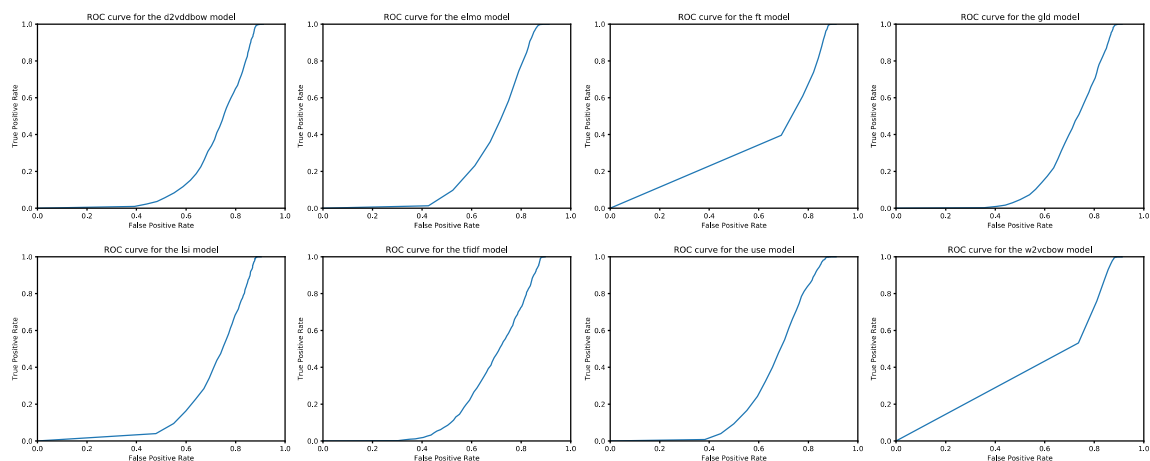 ROC curve for the d2vddbow model
1.0
0.8
0.6
0.4
0.2
0.0
True Positive Rate
0.0 0.2 0.4 0.6 0.8 1.0
False Positive Rate
ROC curve for the elmo model
1.0
0.8
0.6
0.4
0.2
0.0
True Positive Rate
0.0 0.2 0.4 0.6 0.8 1.0
False Positive Rate
ROC curve for the ft model
1.0
0.8
0.6
0.4
0.2
0.0
True Positive Rate
0.0 0.2 0.4 0.6 0.8 1.0
False Positive Rate
ROC curve for the gld model
1.0
0.8
0.6
0.4
0.2
0.0
True Positive Rate
0.0 0.2 0.4 0.6 0.8 1.0
False Positive Rate
ROC curve for the lsi model
1.0
0.8
0.6
0.4
0.2
0.0
True Positive Rate
0.0 0.2 0.4 0.6 0.8 1.0
False Positive Rate
ROC curve for the tfidf model
1.0
0.8
0.6
0.4
0.2
0.0
True Positive Rate
0.0 0.2 0.4 0.6 0.8 1.0
False Positive Rate
ROC curve for the use model
1.0
0.8
0.6
0.4
0.2
0.0
True Positive Rate
0.0 0.2 0.4 0.6 0.8 1.0
False Positive Rate
ROC curve for the w2vcbow model
1.0
0.8
0.6
0.4
0.2
0.0
True Positive Rate
0.0 0.2 0.4 0.6 0.8 1.0
False Positive Rate